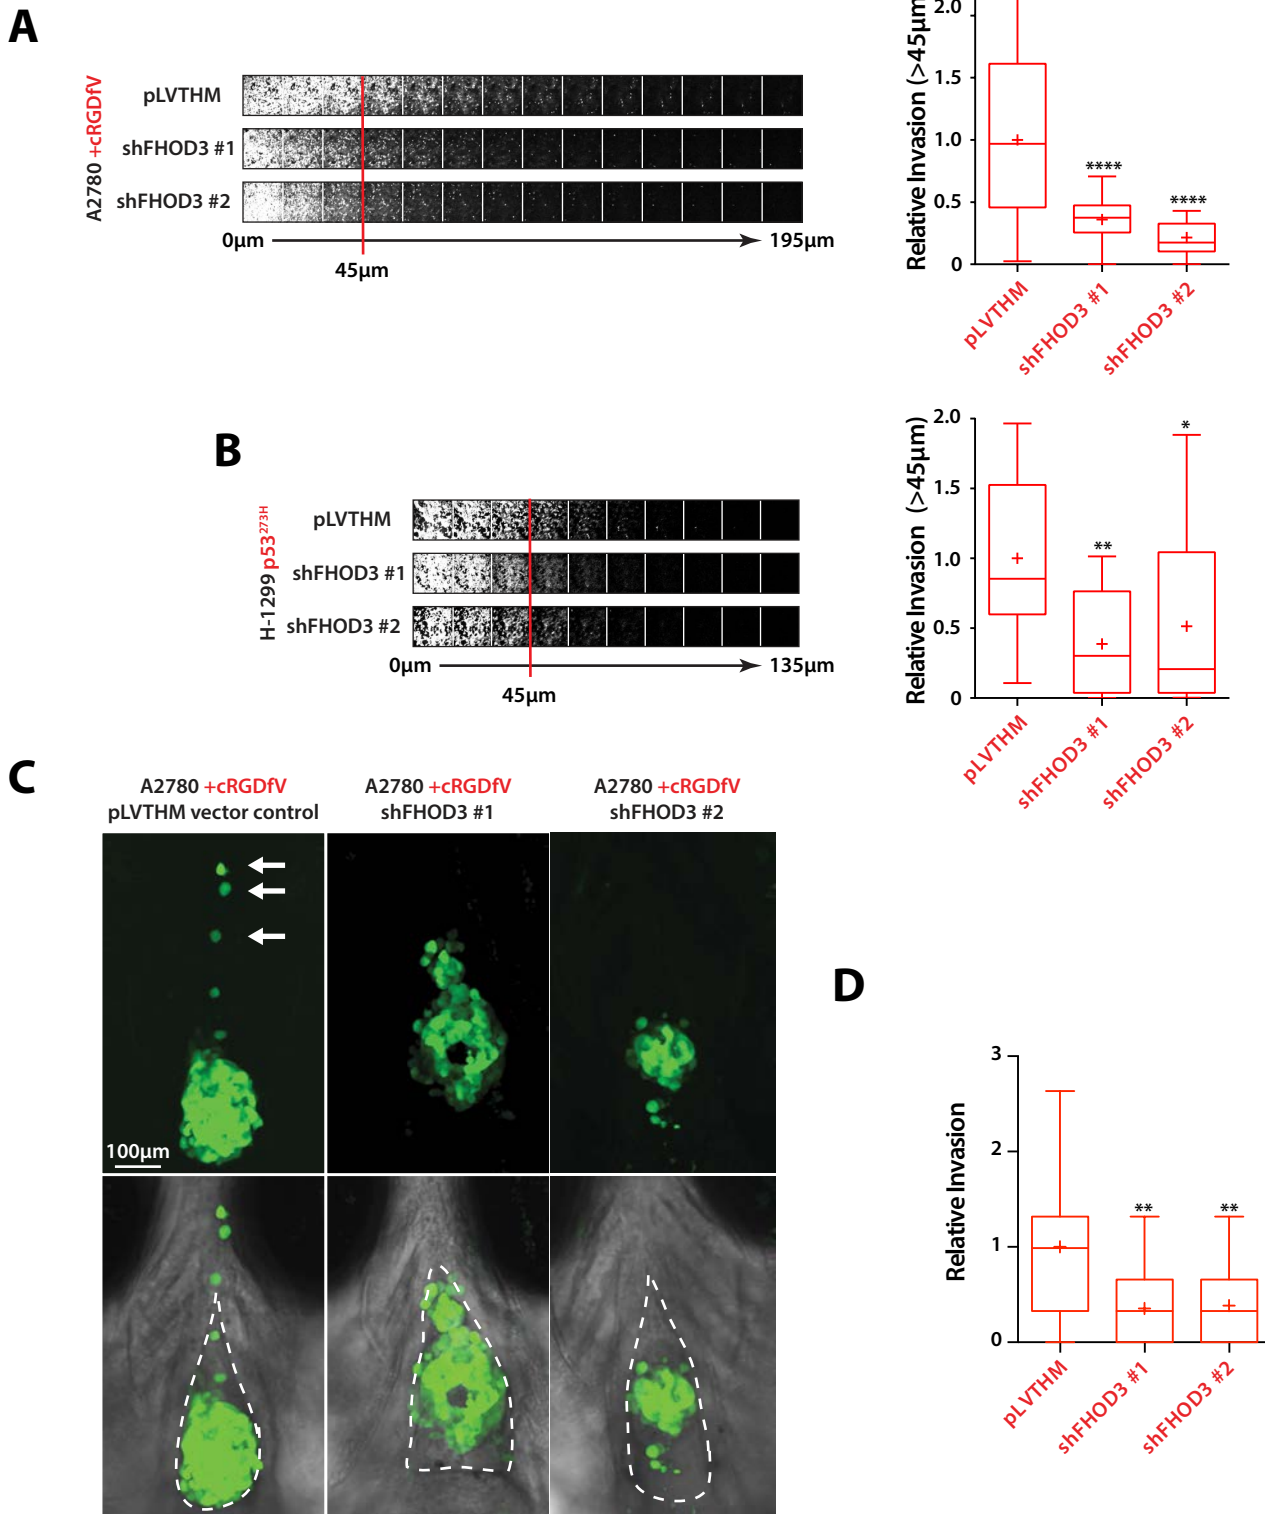 A
A2780 +cRGDfV
pLVTHM
shFHOD3 #1
shFHOD3 #2
0µm
195µm
45µm
Relative Invasion (>45µm)
2.0
1.5
1.0
0.5
0
****
****
pLVTHM
shFHOD3 #1
shFHOD3 #2
B
H-1299 p53273H
pLVTHM
shFHOD3 #1
shFHOD3 #2
0µm
135µm
45µm
Relative Invasion (>45µm)
2.0
1.5
1.0
0.5
0
**
*
pLVTHM
shFHOD3 #1
shFHOD3 #2
C
A2780 +cRGDfV
pLVTHM vector control
A2780 +cRGDfV
shFHOD3 #1
A2780 +cRGDfV
shFHOD3 #2
100µm
D
Relative Invasion
3
2
1
0
**
**
pLVTHM
shFHOD3 #1
shFHOD3 #2